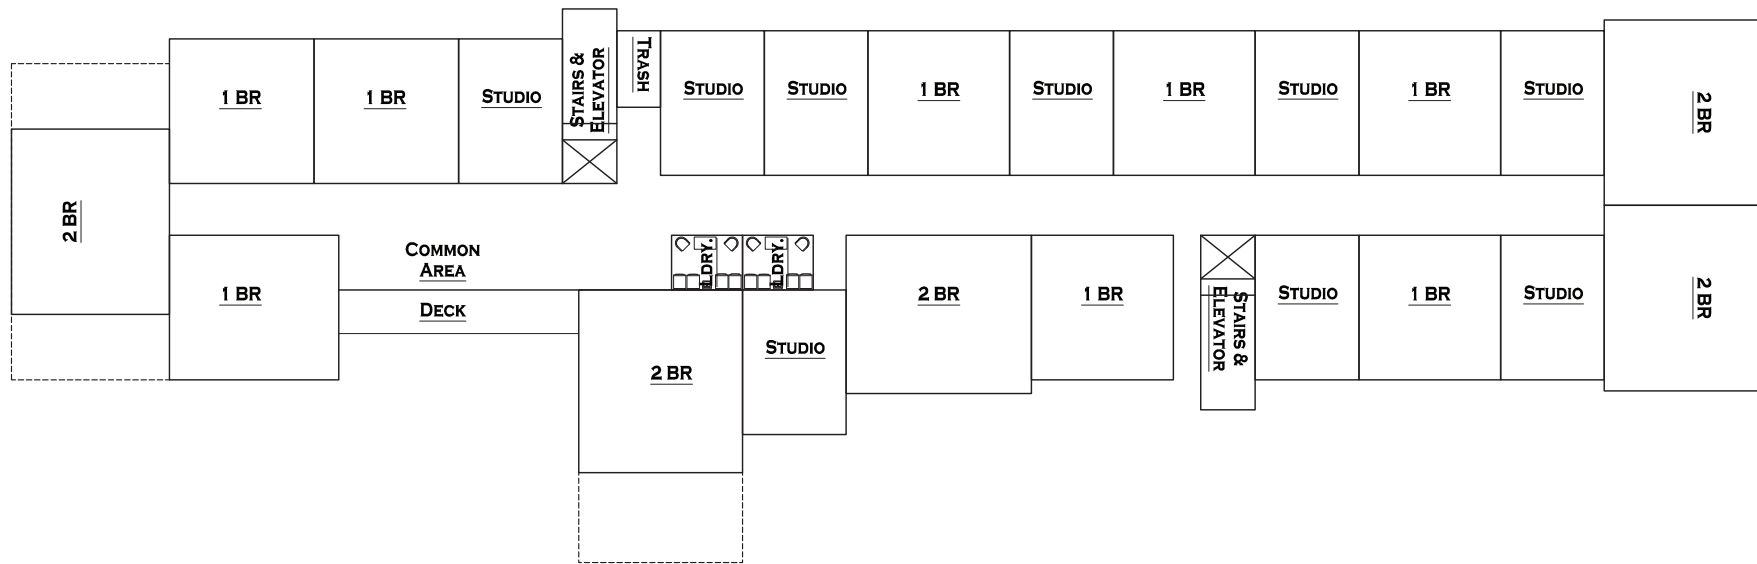 1 BR
1 BR
STUDIO
STAIRS &
ELEVATOR
TRASH
STUDIO
STUDIO
1 BR
STUDIO
1 BR
STUDIO
1 BR
STUDIO
2 BR
2 BR
1 BR
COMMON
AREA
DECK
LDRY.
LDRY.
2 BR
STUDIO
2 BR
1 BR
STAIRS &
ELEVATOR
STUDIO
1 BR
STUDIO
2 BR